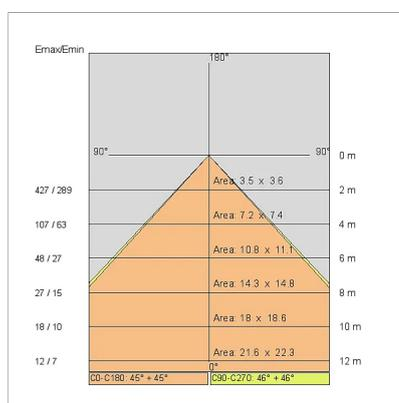 Emax/Emin
180°
90° 90° 0 m
Area: 3.5 x 3.6
427 / 289 2 m
Area: 7.2 x 7.4
107 / 63 4 m
Area: 10.8 x 11.1
48 / 27 6 m
Area: 14.3 x 14.8
27 / 15 8 m
Area: 18 x 18.6
18 / 10 10 m
Area: 21.6 x 22.3
12 / 7 12 m
0°
C0-C180: 45° + 45° C90-C270: 46° + 46°